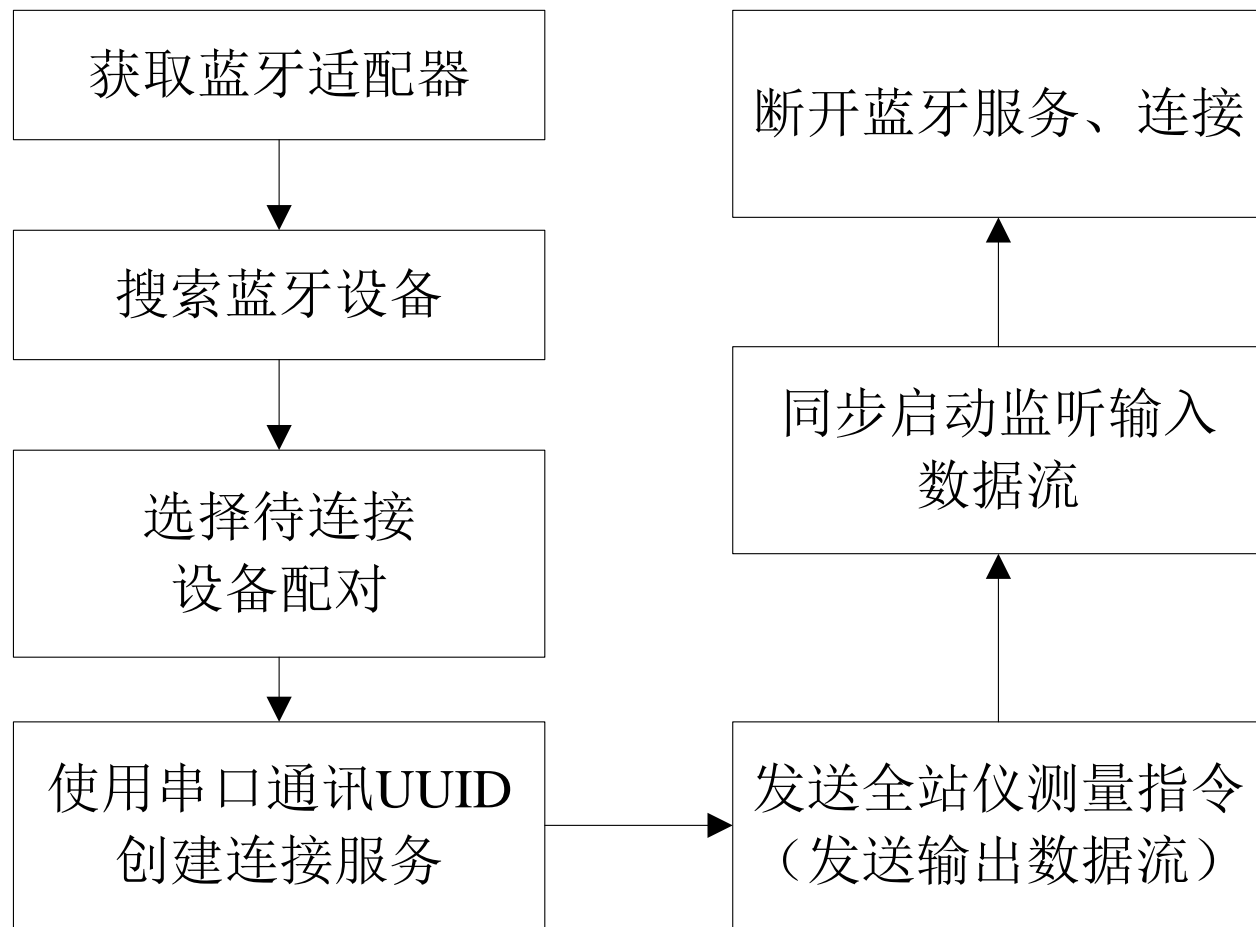 获取蓝牙适配器
搜索蓝牙设备
选择待连接
设备配对
使用串口通讯UUID
创建连接服务
发送全站仪测量指令
（发送输出数据流）
同步启动监听输入
数据流
断开蓝牙服务、连接